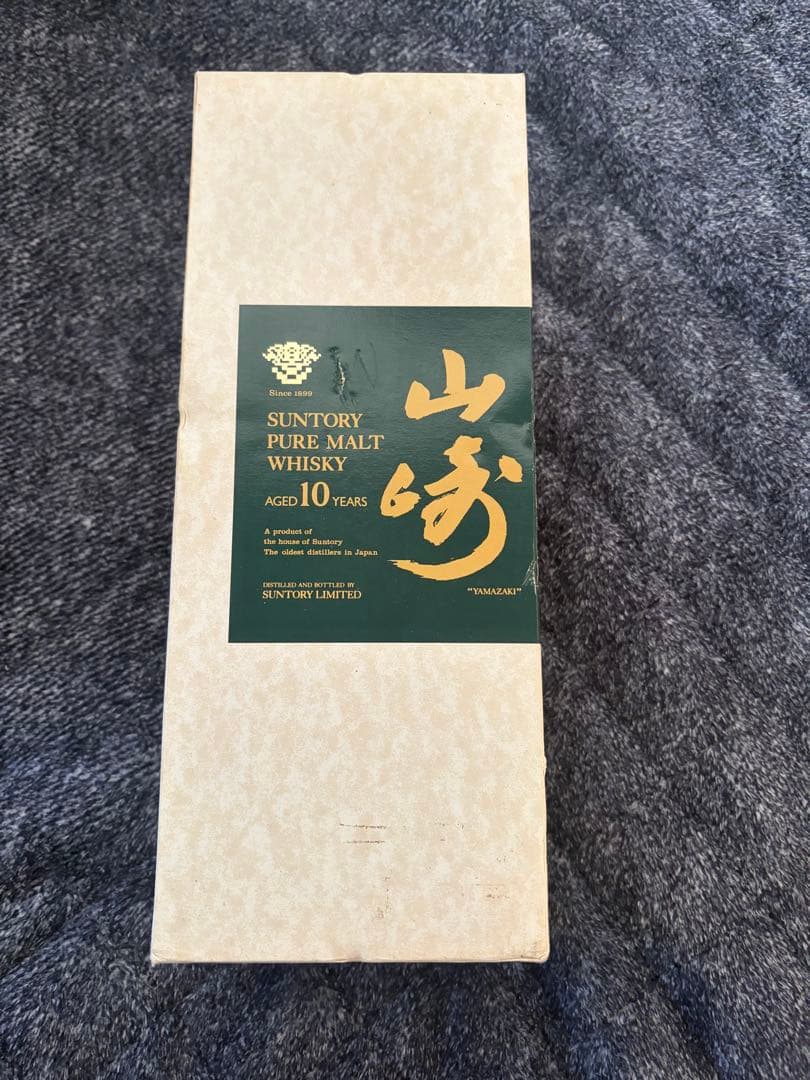 Since 1899
SUNTORY
PURE MALT
WHISKY
AGED 10 YEARS
A product of
the house of Suntory
The oldest distillers in Japan
DISTILLED AND BOTTLED BY
SUNTORY LIMITED
山崎
"YAMAZAKI"